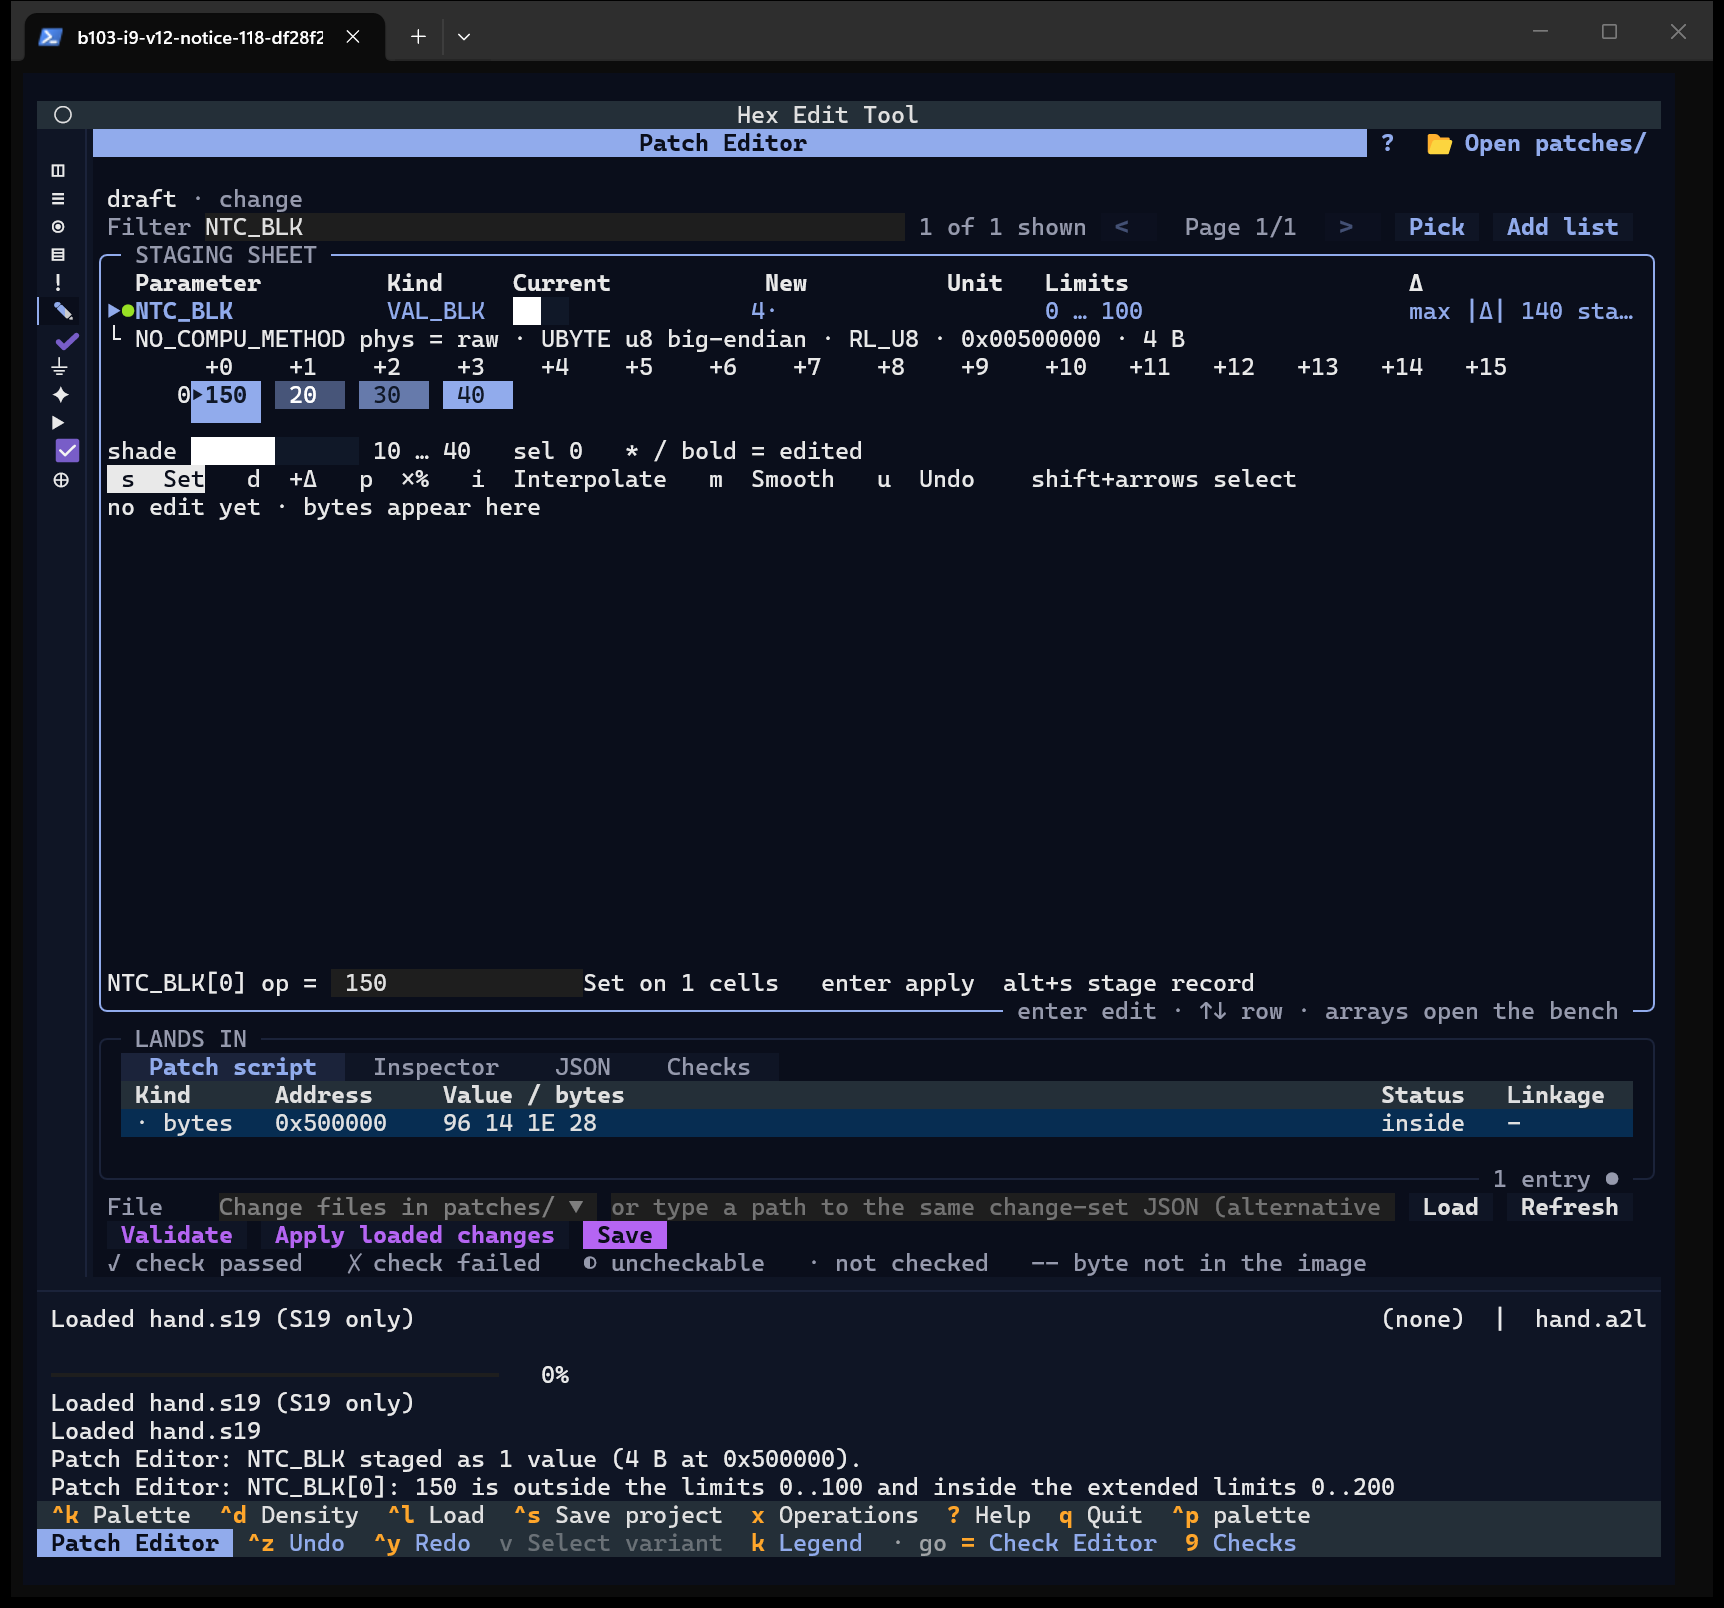 b103-i9-v12-notice-118-df28f2
Hex Edit Tool
Patch Editor ? Open patches/
draft · change
Filter NTC_BLK 1 of 1 shown < Page 1/1 > Pick Add list
STAGING SHEET
Parameter Kind Current New Unit Limits Δ
NTC_BLK VAL_BLK 4· 0 … 100 max |Δ| 140 sta…
└ NO_COMPU_METHOD phys = raw · UBYTE u8 big-endian · RL_U8 · 0x00500000 · 4 B
+0 +1 +2 +3 +4 +5 +6 +7 +8 +9 +10 +11 +12 +13 +14 +15
0▸150 20 30 40
shade 10 … 40 sel 0 * / bold = edited
s Set d +Δ p ×% i Interpolate m Smooth u Undo shift+arrows select
no edit yet · bytes appear here
NTC_BLK[0] op = 150 Set on 1 cells enter apply alt+s stage record
enter edit · ↑↓ row · arrays open the bench
LANDS IN
Patch script Inspector JSON Checks
Kind Address Value / bytes Status Linkage
· bytes 0x500000 96 14 1E 28 inside -
1 entry ●
File Change files in patches/ ▼ or type a path to the same change-set JSON (alternative Load Refresh
Validate Apply loaded changes Save
√ check passed ╳ check failed ◐ uncheckable · not checked -- byte not in the image
Loaded hand.s19 (S19 only) (none) | hand.a2l
0%
Loaded hand.s19 (S19 only)
Loaded hand.s19
Patch Editor: NTC_BLK staged as 1 value (4 B at 0x500000).
Patch Editor: NTC_BLK[0]: 150 is outside the limits 0..100 and inside the extended limits 0..200
^k Palette ^d Density ^l Load ^s Save project x Operations ? Help q Quit ^p palette
Patch Editor ^z Undo ^y Redo v Select variant k Legend · go = Check Editor 9 Checks